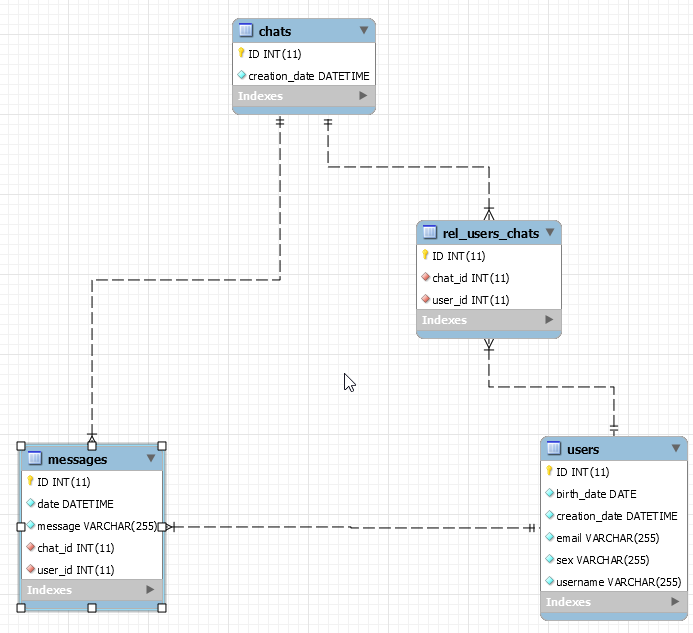 chats
ID INT(11)
creation_date DATETIME
Indexes
rel_users_chats
ID INT(11)
chat_id INT(11)
user_id INT(11)
Indexes
messages
ID INT(11)
date DATETIME
message VARCHAR(255)
chat_id INT(11)
user_id INT(11)
Indexes
users
ID INT(11)
birth_date DATE
creation_date DATETIME
email VARCHAR(255)
sex VARCHAR(255)
username VARCHAR(255)
Indexes